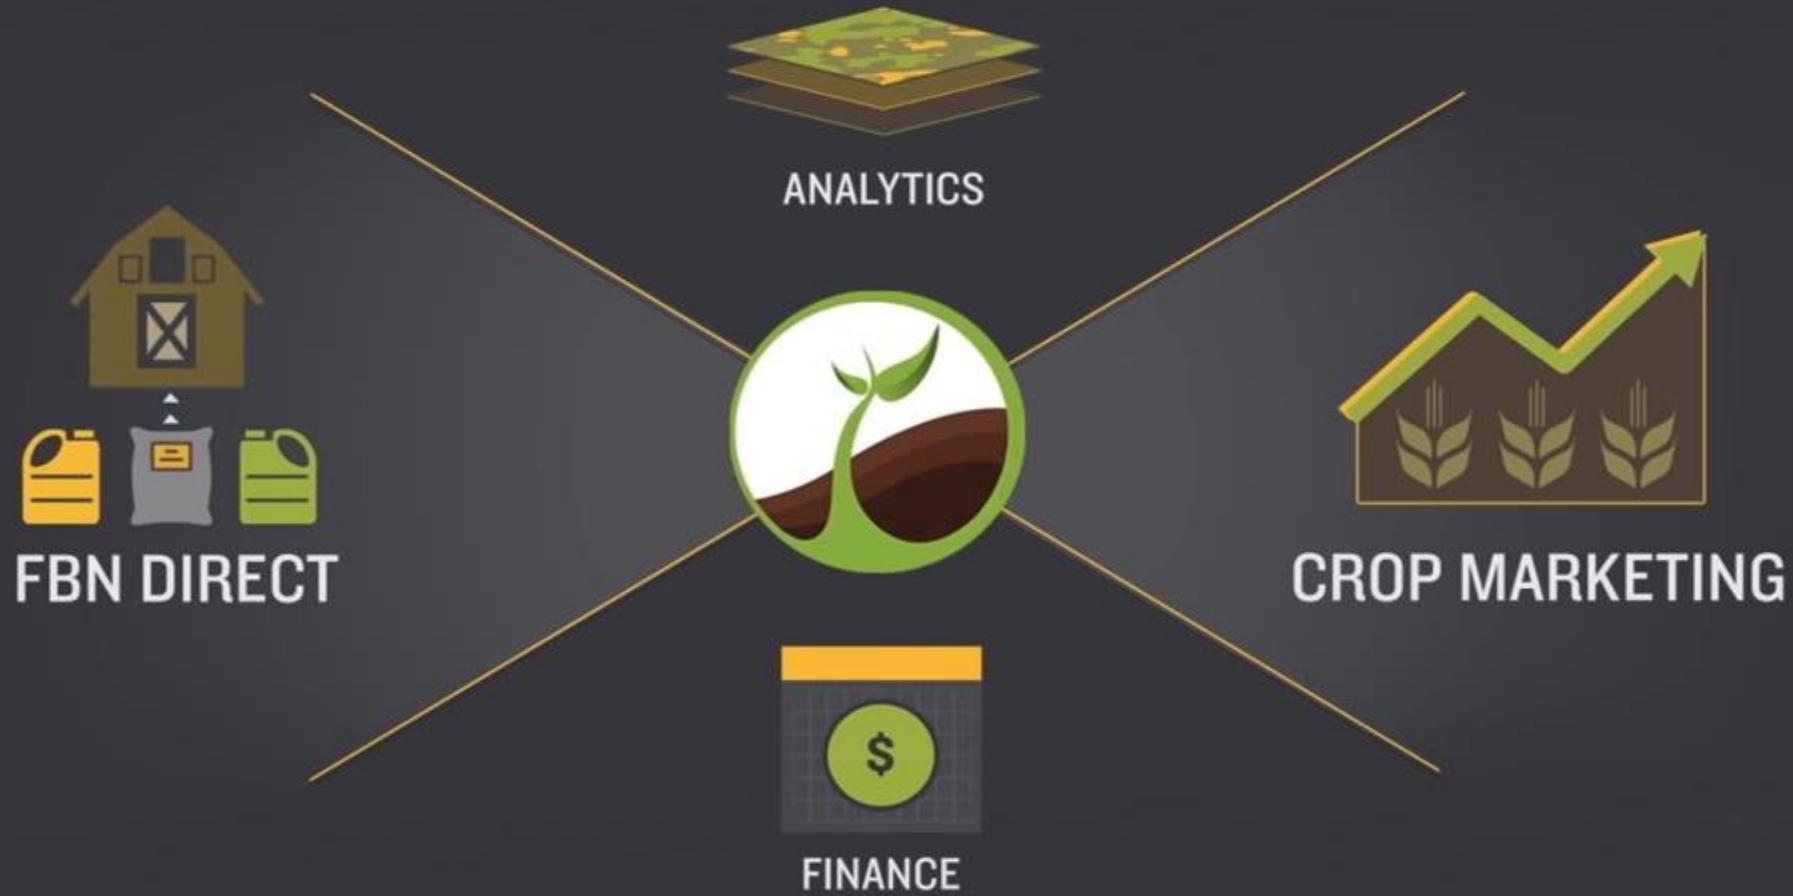 ANALYTICS
FBN DIRECT
CROP MARKETING
$
FINANCE